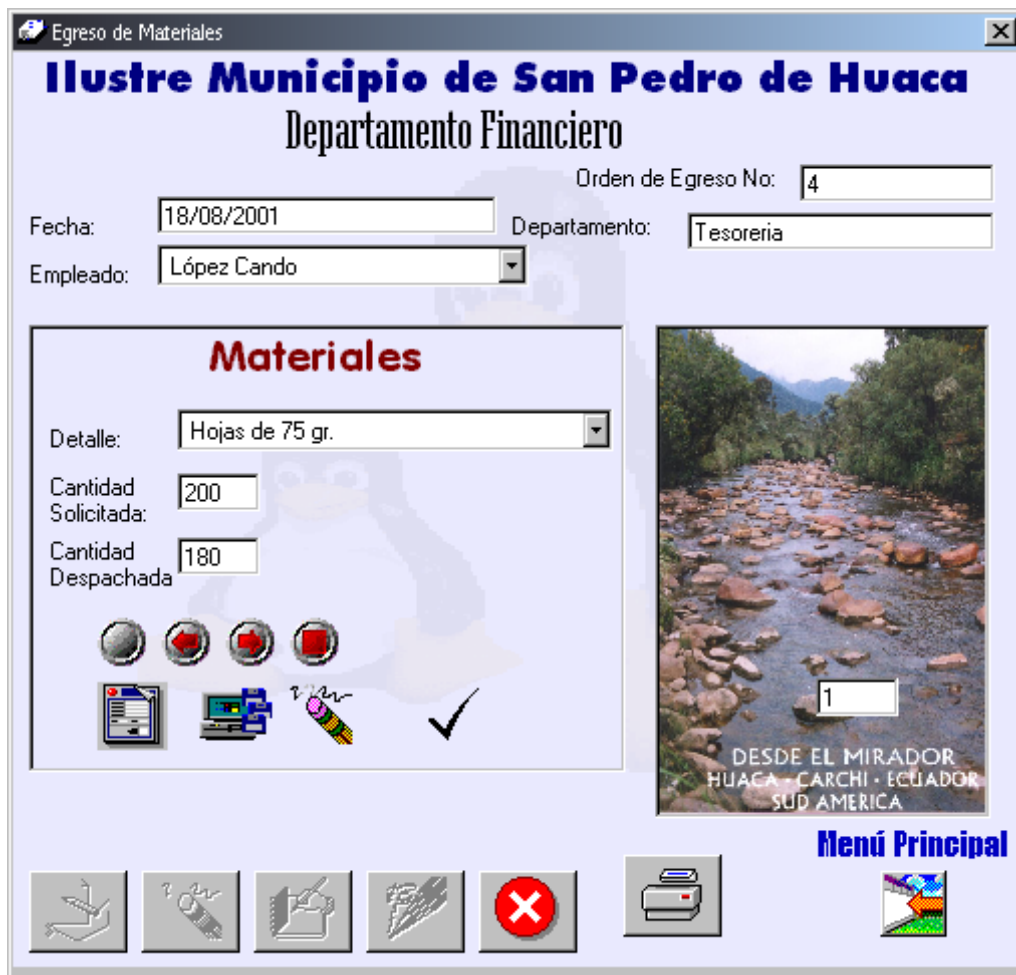 Egreso de Materiales
Ilustre Municipio de San Pedro de Huaca
Departamento Financiero
Orden de Egreso No: 4
Fecha: 18/08/2001 Departamento: Tesoreria
Empleado: López Cando
Materiales
Detalle: Hojas de 75 gr.
Cantidad
Solicitada: 200
Cantidad
Despachada 180
1
DESDE EL MIRADOR
HUACA - CARCHI - ECUADOR
SUD AMERICA
Menú Principal